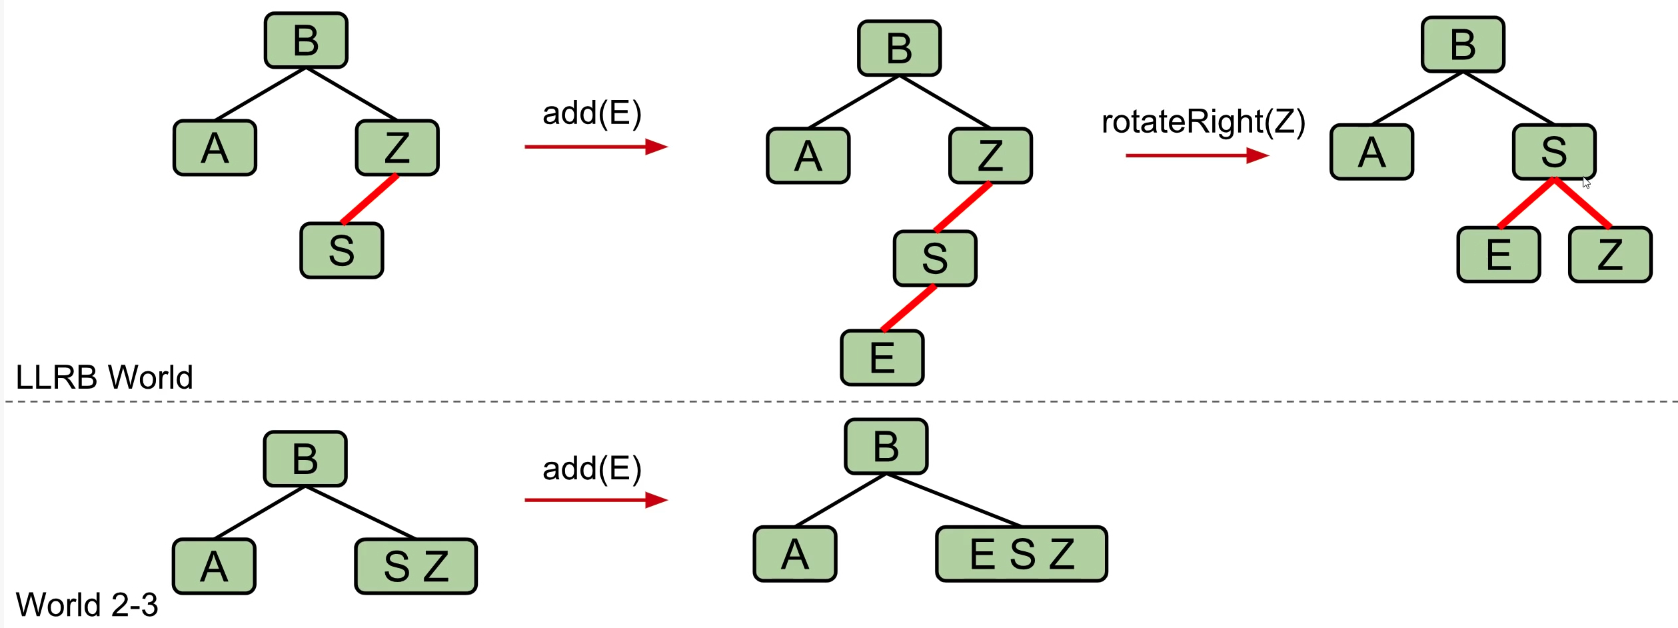 B
A
Z
S
add(E)
B
A
Z
S
E
rotateRight(Z)
B
A
S
E
Z
LLRB World
B
A
S Z
add(E)
B
A
E S Z
World 2-3